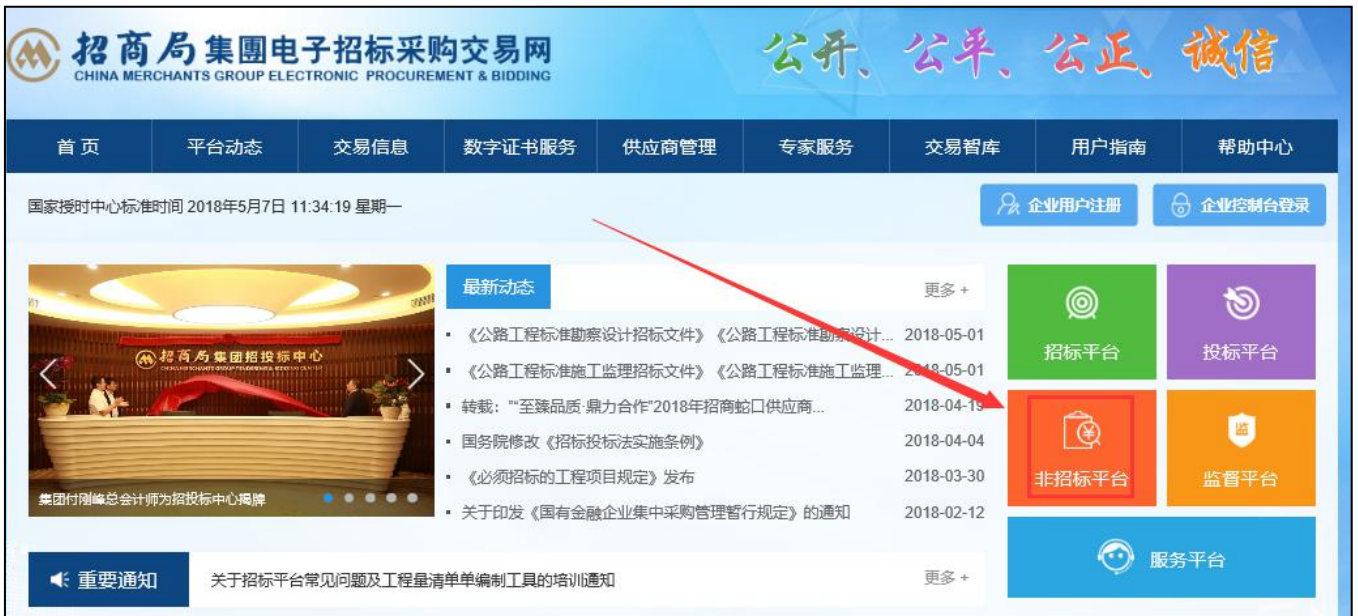 招商局集團电子招标采购交易网
CHINA MERCHANTS GROUP ELECTRONIC PROCUREMENT & BIDDING
公开、公平、公正、诚信
首页 平台动态 交易信息 数字证书服务 供应商管理 专家服务 交易智库 用户指南 帮助中心
国家授时中心标准时间 2018年5月7日 11:34:19 星期一
企业用户注册 企业控制台登录
招商局集团招投标中心
集团付刚峰总会计师为招投标中心揭牌
最新动态 更多 +
《公路工程标准勘察设计招标文件》《公路工程标准勘察设计... 2018-05-01
《公路工程标准施工监理招标文件》《公路工程标准施工监理... 2018-05-01
转载：""至臻品质·鼎力合作"2018年招商蛇口供应商... 2018-04-19
国务院修改《招标投标法实施条例》 2018-04-04
《必须招标的工程项目规定》发布 2018-03-30
关于印发《国有金融企业集中采购管理暂行规定》的通知 2018-02-12
招标平台 投标平台
非招标平台 监督平台
服务平台
重要通知 关于招标平台常见问题及工程量清单单编制工具的培训通知 更多 +